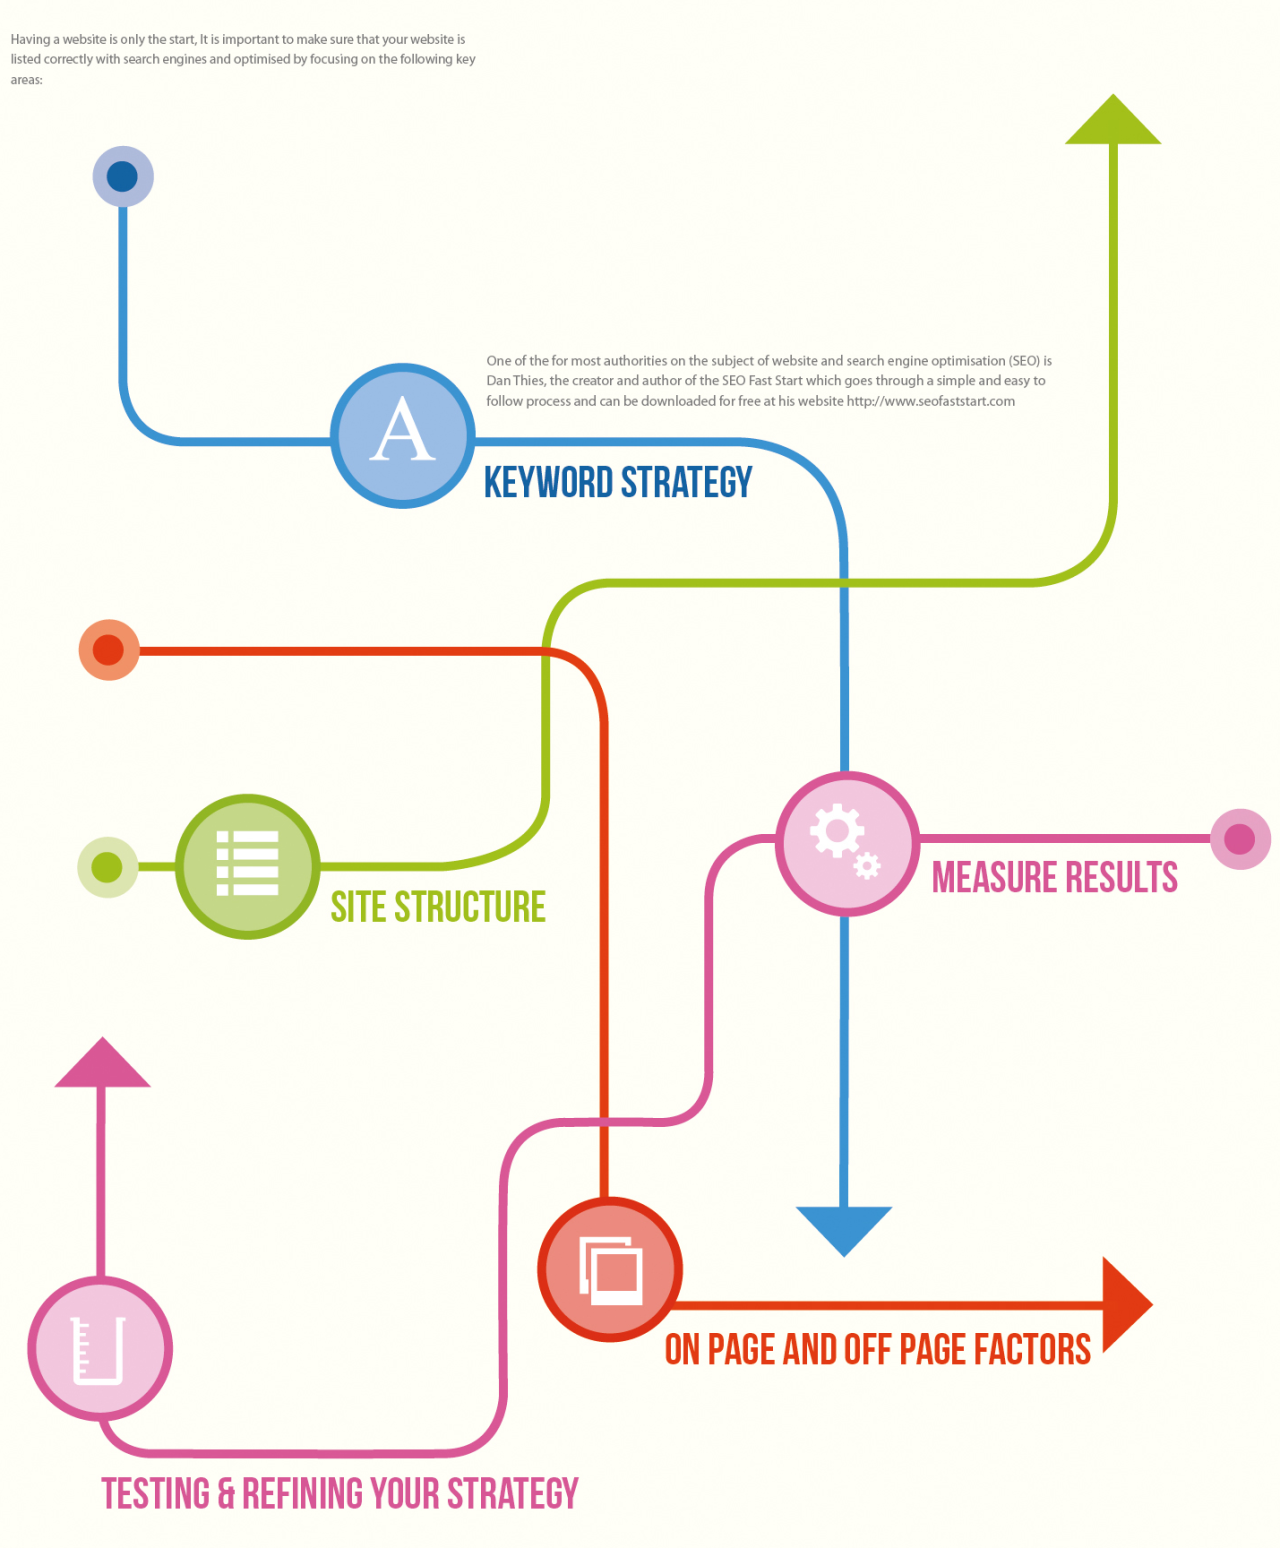 Having a website is only the start, It is important to make sure that your website is
listed correctly with search engines and optimised by focusing on the following key
areas:
One of the for most authorities on the subject of website and search engine optimisation (SEO) is
Dan Thies, the creator and author of the SEO Fast Start which goes through a simple and easy to
follow process and can be downloaded for free at his website http://www.seofaststart.com
A
KEYWORD STRATEGY
MEASURE RESULTS
SITE STRUCTURE
ON PAGE AND OFF PAGE FACTORS
TESTING & REFINING YOUR STRATEGY